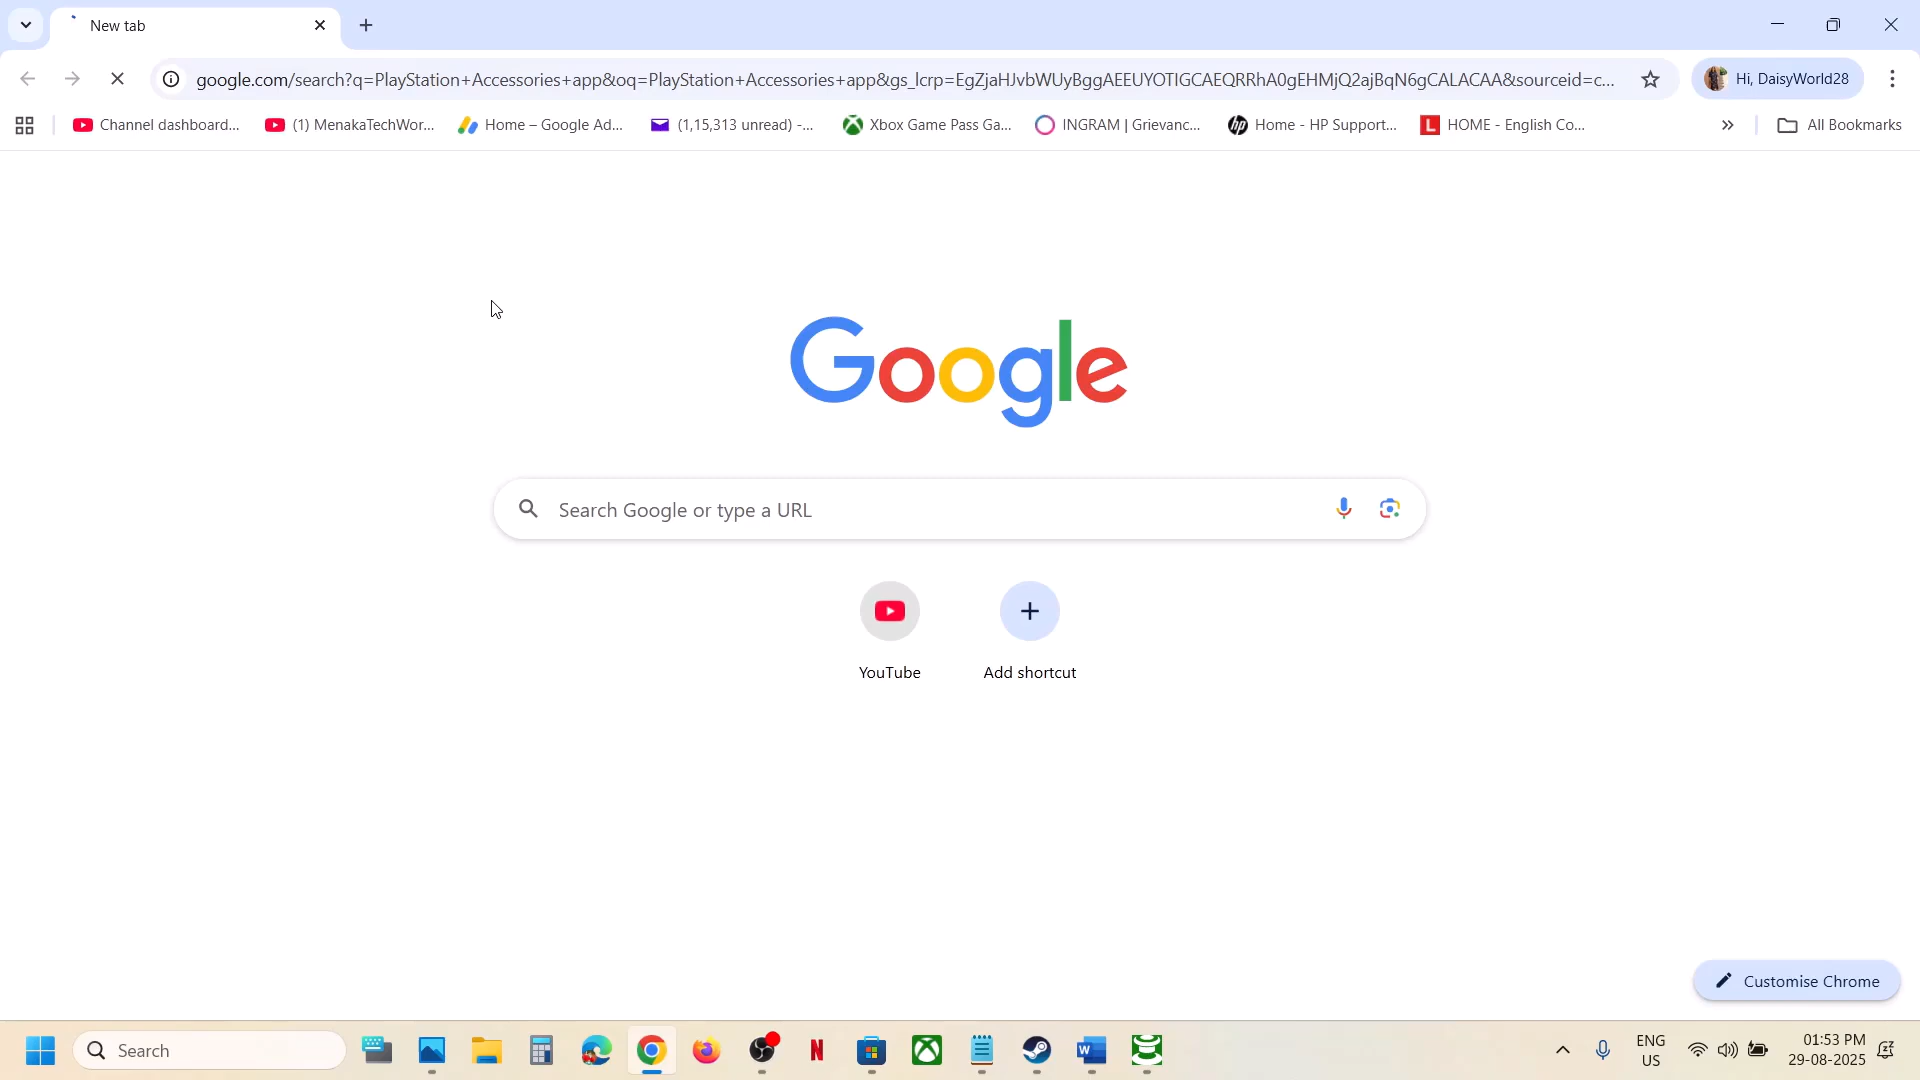 New tab
google.com/search?q=PlayStation+Accessories+app&oq=PlayStation+Accessories+app&gs_lcrp=EgZjaHJvbWUyBggAEEUYOTIGCAEQRRhA0gEHMjQ2ajBqN6gCALACAA&sourceid=c...
Hi, DaisyWorld28
Channel dashboard...
(1) MenakaTechWor...
Home – Google Ad...
(1,15,313 unread) -...
Xbox Game Pass Ga...
INGRAM | Grievanc...
Home - HP Support...
HOME - English Co...
All Bookmarks
Google
Search Google or type a URL
YouTube
Add shortcut
Customise Chrome
Search
ENG
US
01:53 PM
29-08-2025